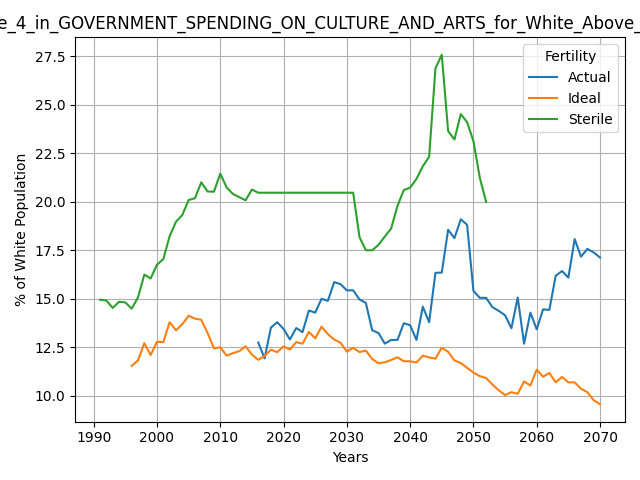 e_4_in_GOVERNMENT_SPENDING_ON_CULTURE_AND_ARTS_for_White_Above_
Fertility
Actual
Ideal
Sterile
% of White Population
27.5
25.0
22.5
20.0
17.5
15.0
12.5
10.0
1990 2000 2010 2020 2030 2040 2050 2060 2070
Years